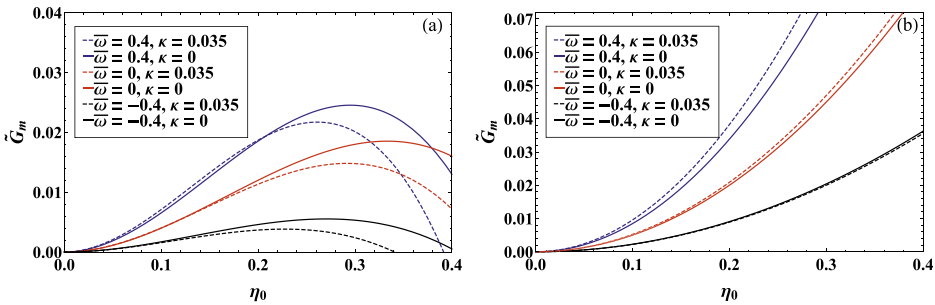 (a)
0.04
0.03
0.02
0.01
0.00
G̃ₘ
ω̅ = 0.4, κ = 0.035
ω̅ = 0.4, κ = 0
ω̅ = 0, κ = 0.035
ω̅ = 0, κ = 0
ω̅ = −0.4, κ = 0.035
ω̅ = −0.4, κ = 0
0.0 0.1 0.2 0.3 0.4
η₀
(b)
0.07
0.06
0.05
0.04
0.03
0.02
0.01
0.00
G̃ₘ
ω̅ = 0.4, κ = 0.035
ω̅ = 0.4, κ = 0
ω̅ = 0, κ = 0.035
ω̅ = 0, κ = 0
ω̅ = −0.4, κ = 0.035
ω̅ = −0.4, κ = 0
0.0 0.1 0.2 0.3 0.4
η₀